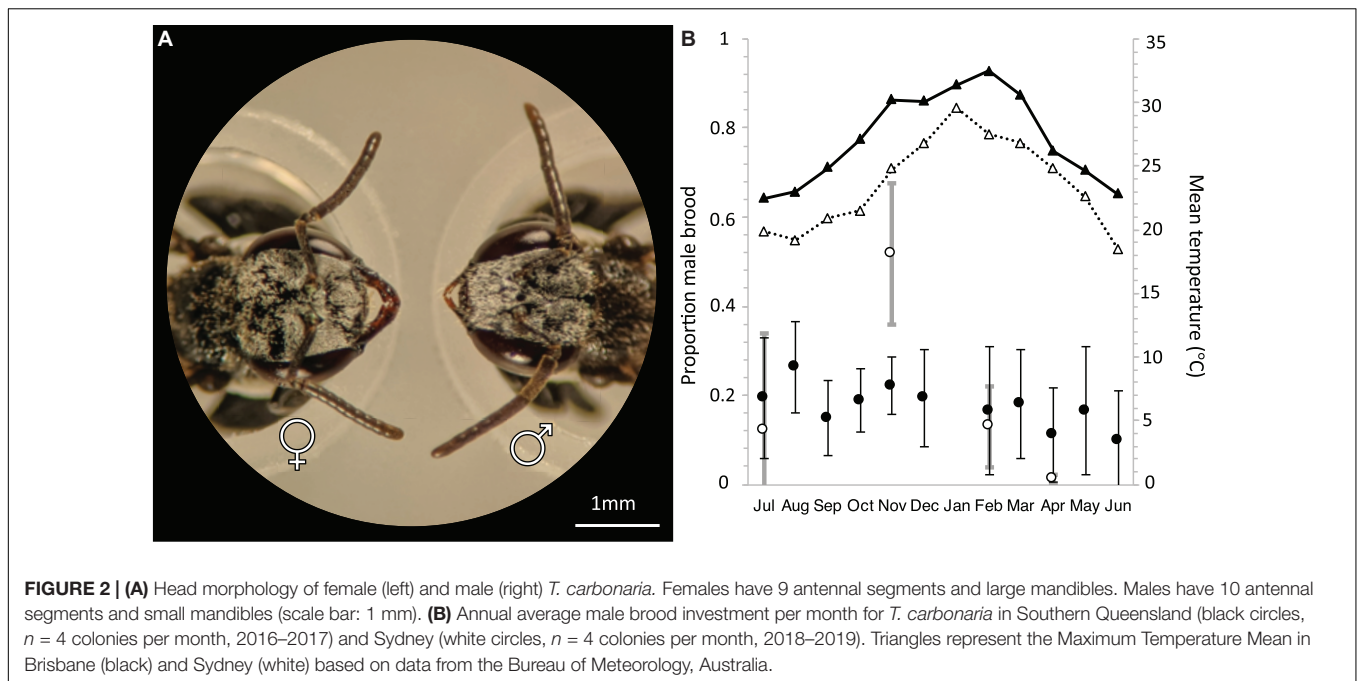 A
♀
♂
1mm
B
Proportion male brood
1
0.8
0.6
0.4
0.2
0
35
30
25
20
15
10
5
0
Mean temperature (°C)
Jul Aug Sep Oct Nov Dec Jan Feb Mar Apr May Jun
FIGURE 2 | (A) Head morphology of female (left) and male (right) T. carbonaria. Females have 9 antennal segments and large mandibles. Males have 10 antennal
segments and small mandibles (scale bar: 1 mm). (B) Annual average male brood investment per month for T. carbonaria in Southern Queensland (black circles,
n = 4 colonies per month, 2016–2017) and Sydney (white circles, n = 4 colonies per month, 2018–2019). Triangles represent the Maximum Temperature Mean in
Brisbane (black) and Sydney (white) based on data from the Bureau of Meteorology, Australia.